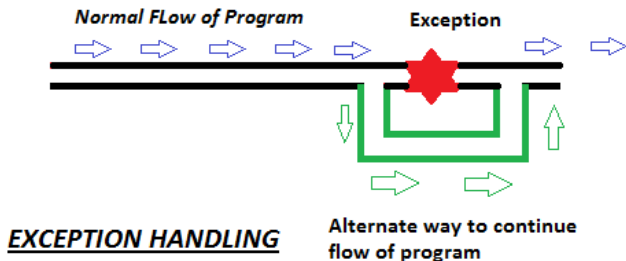 Normal FLow of Program
Exception
EXCEPTION HANDLING
Alternate way to continue
flow of program